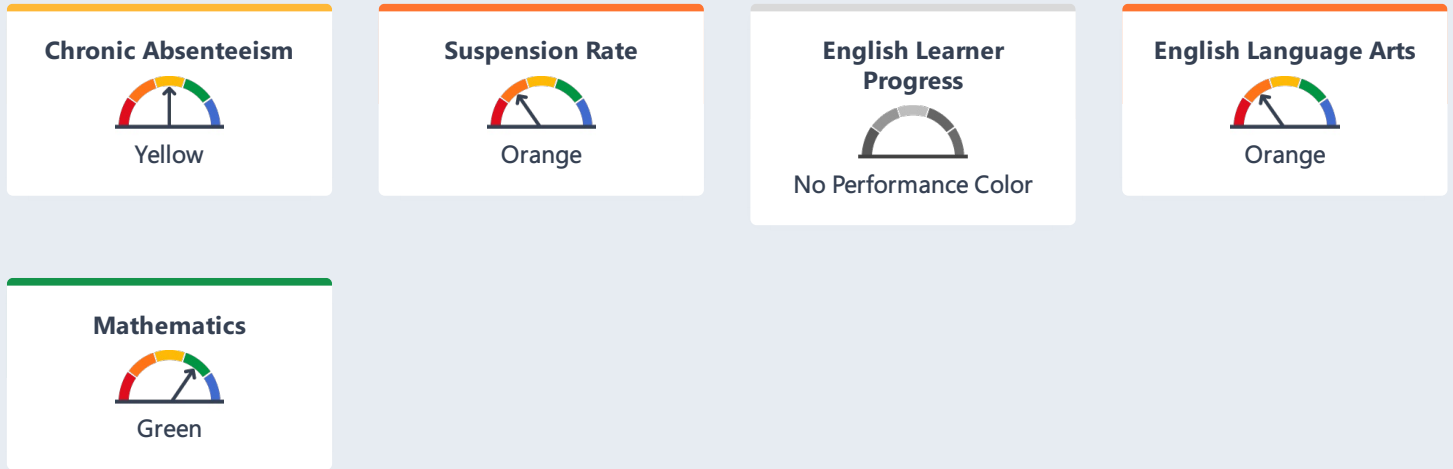 Chronic Absenteeism
Yellow
Suspension Rate
Orange
English Learner
Progress
No Performance Color
English Language Arts
Orange
Mathematics
Green